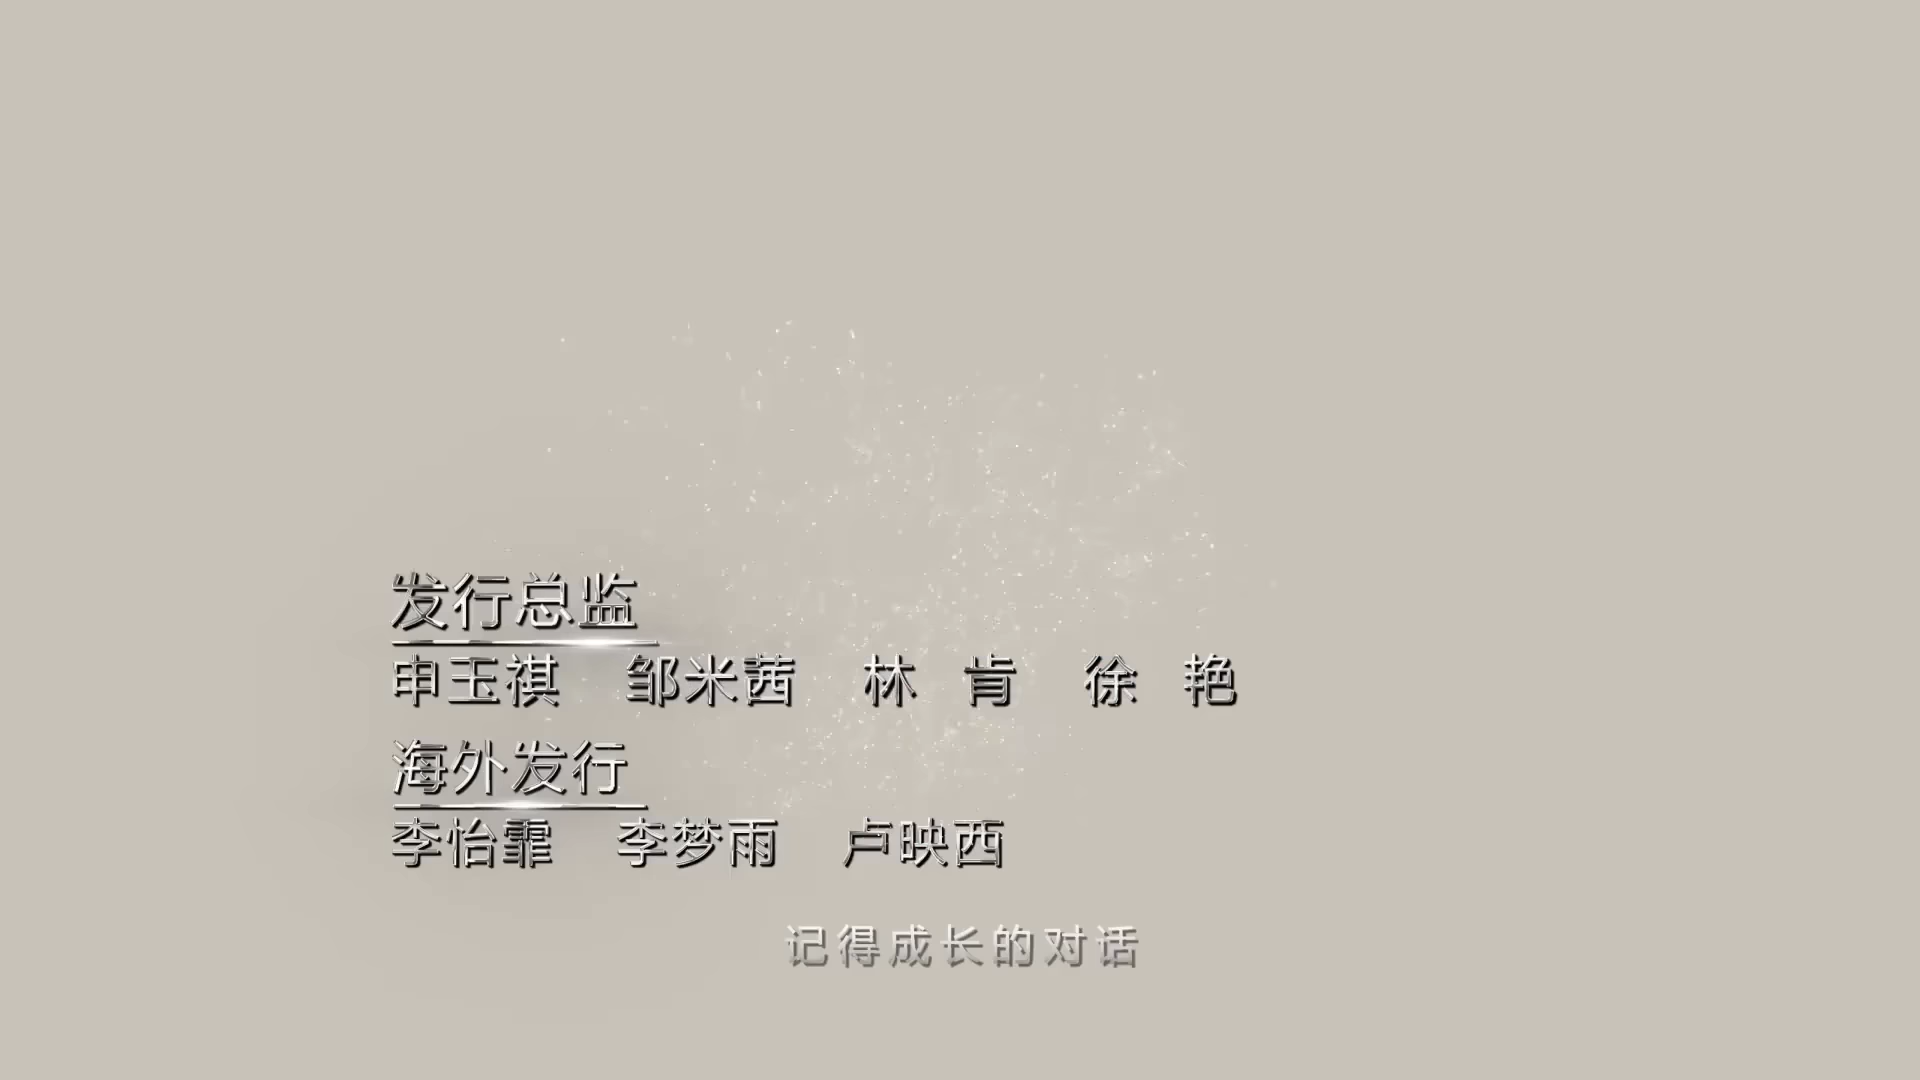 发行总监
申玉祺 邹米茜 林 肯 徐 艳
海外发行
李怡霏 李梦雨 卢映西
记得成长的对话